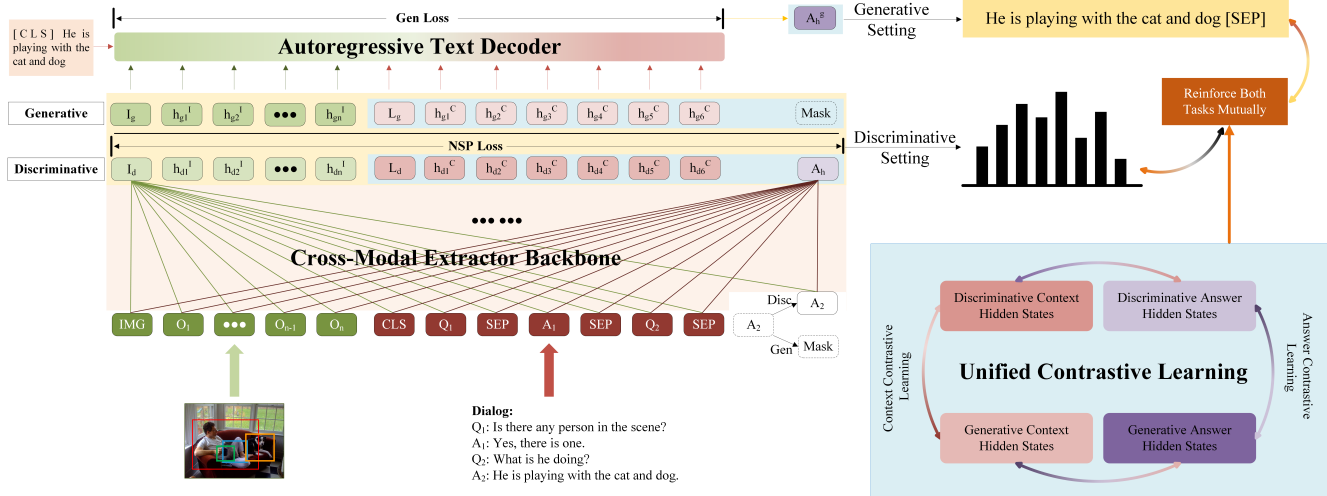 Gen Loss
A_h^g
Generative
Setting
He is playing with the cat and dog [SEP]
[ C L S ] He is
playing with the
cat and dog
Autoregressive Text Decoder
Reinforce Both
Tasks Mutually
Generative
I_g h_g1^I h_g2^I ●●● h_gn^I L_g h_g1^C h_g2^C h_g3^C h_g4^C h_g5^C h_g6^C Mask
NSP Loss
Discriminative
Setting
Discriminative
I_d h_d1^I h_d2^I ●●● h_dn^I L_d h_d1^C h_d2^C h_d3^C h_d4^C h_d5^C h_d6^C A_h
●●● ●●●
Cross-Modal Extractor Backbone
IMG O_1 ●●● O_n-1 O_n CLS Q_1 SEP A_1 SEP Q_2 SEP
A_2
Disc
A_2
Gen
Mask
Dialog:
Q_1: Is there any person in the scene?
A_1: Yes, there is one.
Q_2: What is he doing?
A_2: He is playing with the cat and dog.
Discriminative Context
Hidden States
Discriminative Answer
Hidden States
Context Contrastive
Learning
Unified Contrastive Learning
Answer Contrastive
Learning
Generative Context
Hidden States
Generative Answer
Hidden States